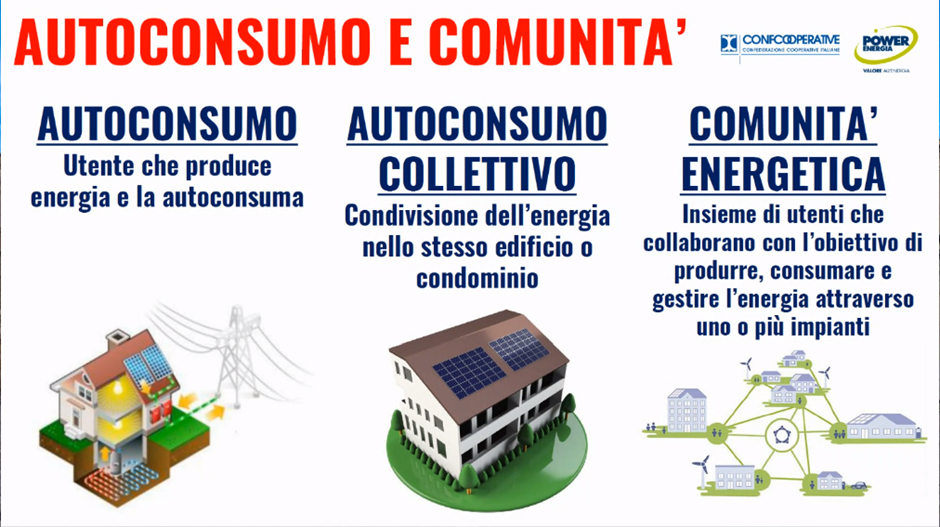 AUTOCONSUMO E COMUNITA'
CONFCOOPERATIVE
CONFEDERAZIONE COOPERATIVE ITALIANE
POWER
ENERGIA
VALORE ALL'ENERGIA
AUTOCONSUMO
Utente che produce
energia e la autoconsuma
AUTOCONSUMO
COLLETTIVO
Condivisione dell'energia
nello stesso edificio o
condominio
COMUNITA'
ENERGETICA
Insieme di utenti che
collaborano con l'obiettivo di
produrre, consumare e
gestire l'energia attraverso
uno o più impianti